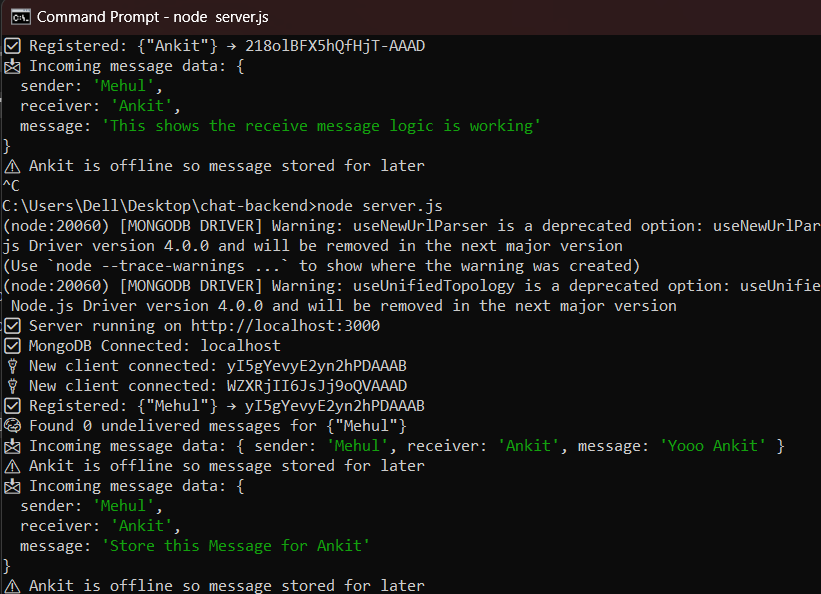 Command Prompt - node server.js
☑ Registered: {"Ankit"} → 218olBFX5hQfHjT-AAAD
📩 Incoming message data: {
sender: 'Mehul',
receiver: 'Ankit',
message: 'This shows the receive message logic is working'
}
⚠ Ankit is offline so message stored for later
^C
C:\Users\Dell\Desktop\chat-backend>node server.js
(node:20060) [MONGODB DRIVER] Warning: useNewUrlParser is a deprecated option: useNewUrlPar
js Driver version 4.0.0 and will be removed in the next major version
(Use `node --trace-warnings ...` to show where the warning was created)
(node:20060) [MONGODB DRIVER] Warning: useUnifiedTopology is a deprecated option: useUnifie
Node.js Driver version 4.0.0 and will be removed in the next major version
☑ Server running on http://localhost:3000
☑ MongoDB Connected: localhost
New client connected: yI5gYevyE2yn2hPDAAAB
New client connected: WZXRjII6JsJj9oQVAAAD
☑ Registered: {"Mehul"} → yI5gYevyE2yn2hPDAAAB
Found 0 undelivered messages for {"Mehul"}
📩 Incoming message data: { sender: 'Mehul', receiver: 'Ankit', message: 'Yooo Ankit' }
⚠ Ankit is offline so message stored for later
📩 Incoming message data: {
sender: 'Mehul',
receiver: 'Ankit',
message: 'Store this Message for Ankit'
}
⚠ Ankit is offline so message stored for later